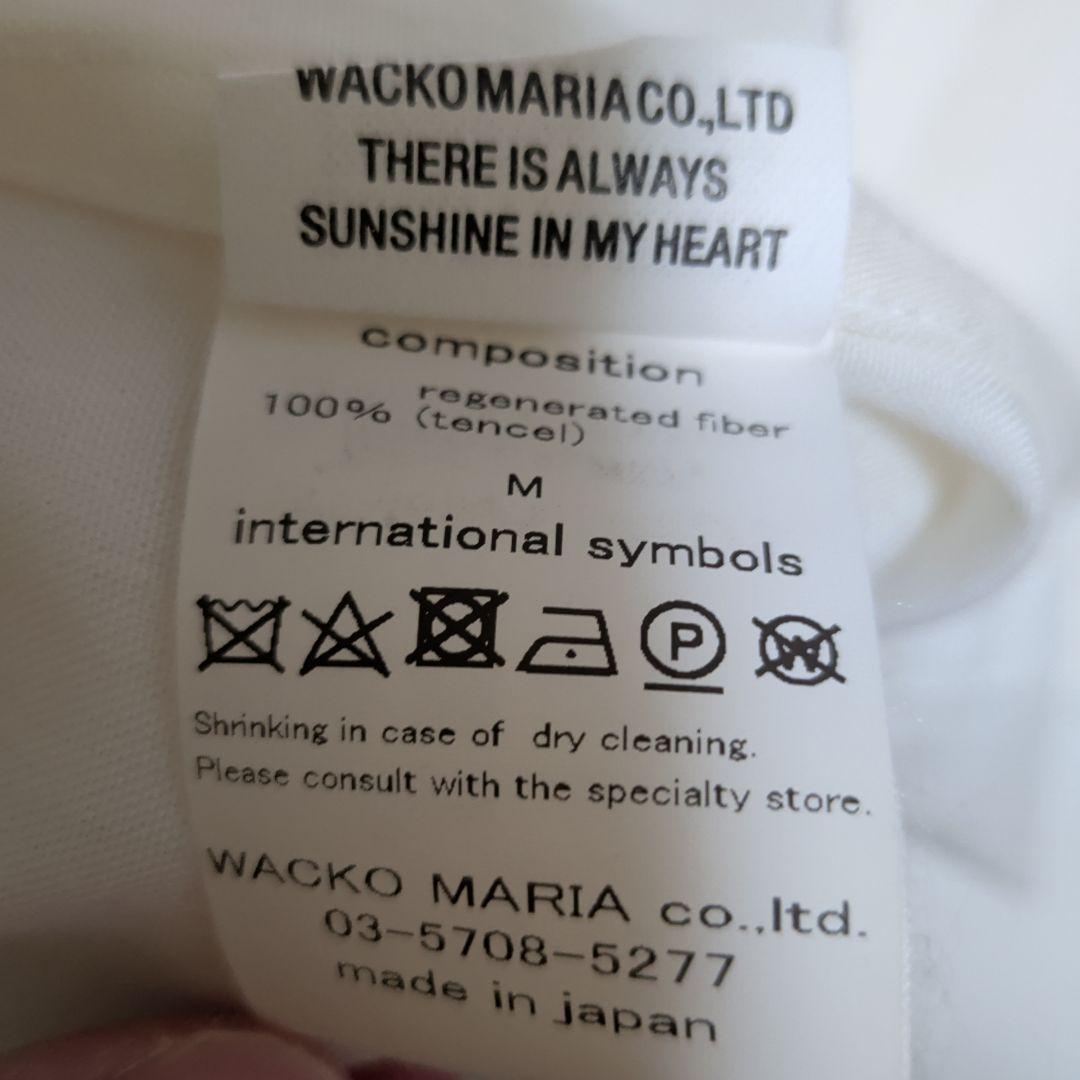 WACKO MARIA CO.,LTD
THERE IS ALWAYS
SUNSHINE IN MY HEART
composition
100% regenerated fiber
(tencel)
M
international symbols
P W
Shrinking in case of dry cleaning.
Please consult with the specialty store.
WACKO MARIA co.,ltd.
03-5708-5277
made in japan